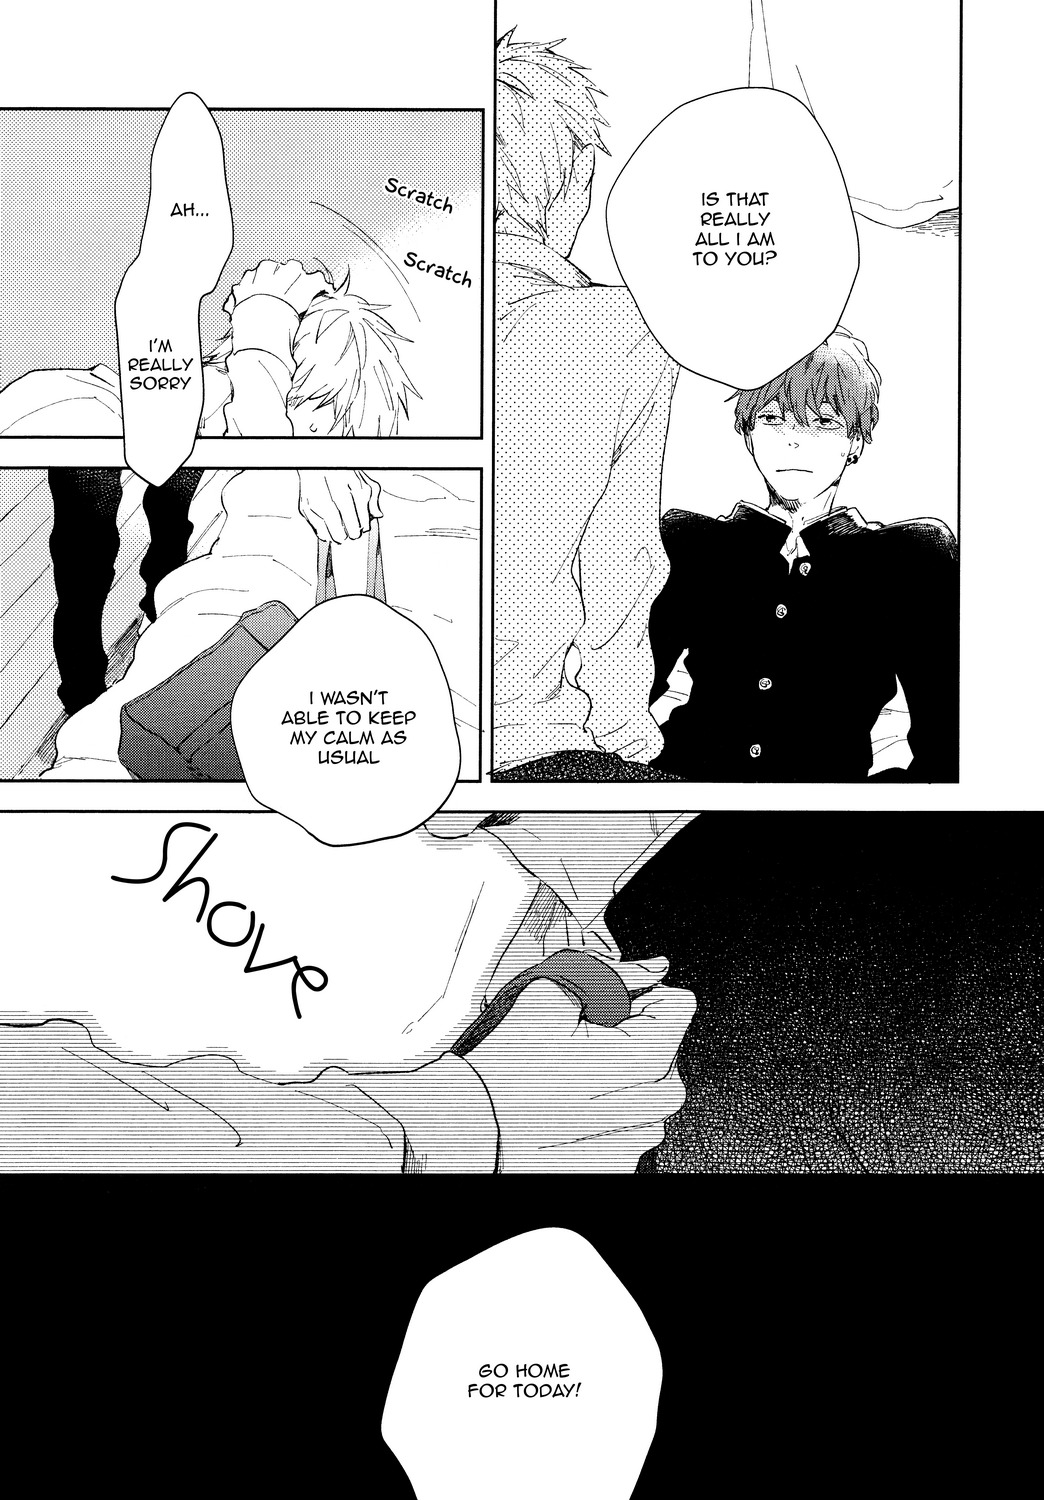 IS THAT
REALLY
ALL I AM
TO YOU?
Scratch
Scratch
AH...
I'M
REALLY
SORRY
I WASN'T
ABLE TO KEEP
MY CALM AS
USUAL
Shove
GO HOME
FOR TODAY!